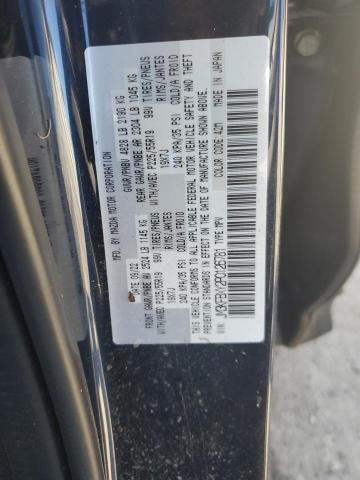 MFD. BY MAZDA MOTOR CORPORATION
DATE 09/22 GVWR/PNBV 4828 LB 2190 KG
FRONT GAWR/PNBE AV 2524 LB 1145 KG REAR GAWR/PNBE AR 2304 LB 1045 KG
WITH/AVEC P225/55R19 99V TIRES/PNEUS WITH/AVEC P225/55R19 99V TIRES/PNEUS
19X7J RIMS/JANTES 19X7J RIMS/JANTES
240 KPA/35 PSI COLD/A FROID 240 KPA/35 PSI COLD/A FROID
THIS VEHICLE CONFORMS TO ALL APPLICABLE FEDERAL MOTOR VEHICLE SAFETY AND
IN EFFECT ON THE DATE OF MANUFACTURE SHOWN ABOVE.
TYPE MPV COLOR CODE: 42M MADE IN JAPAN